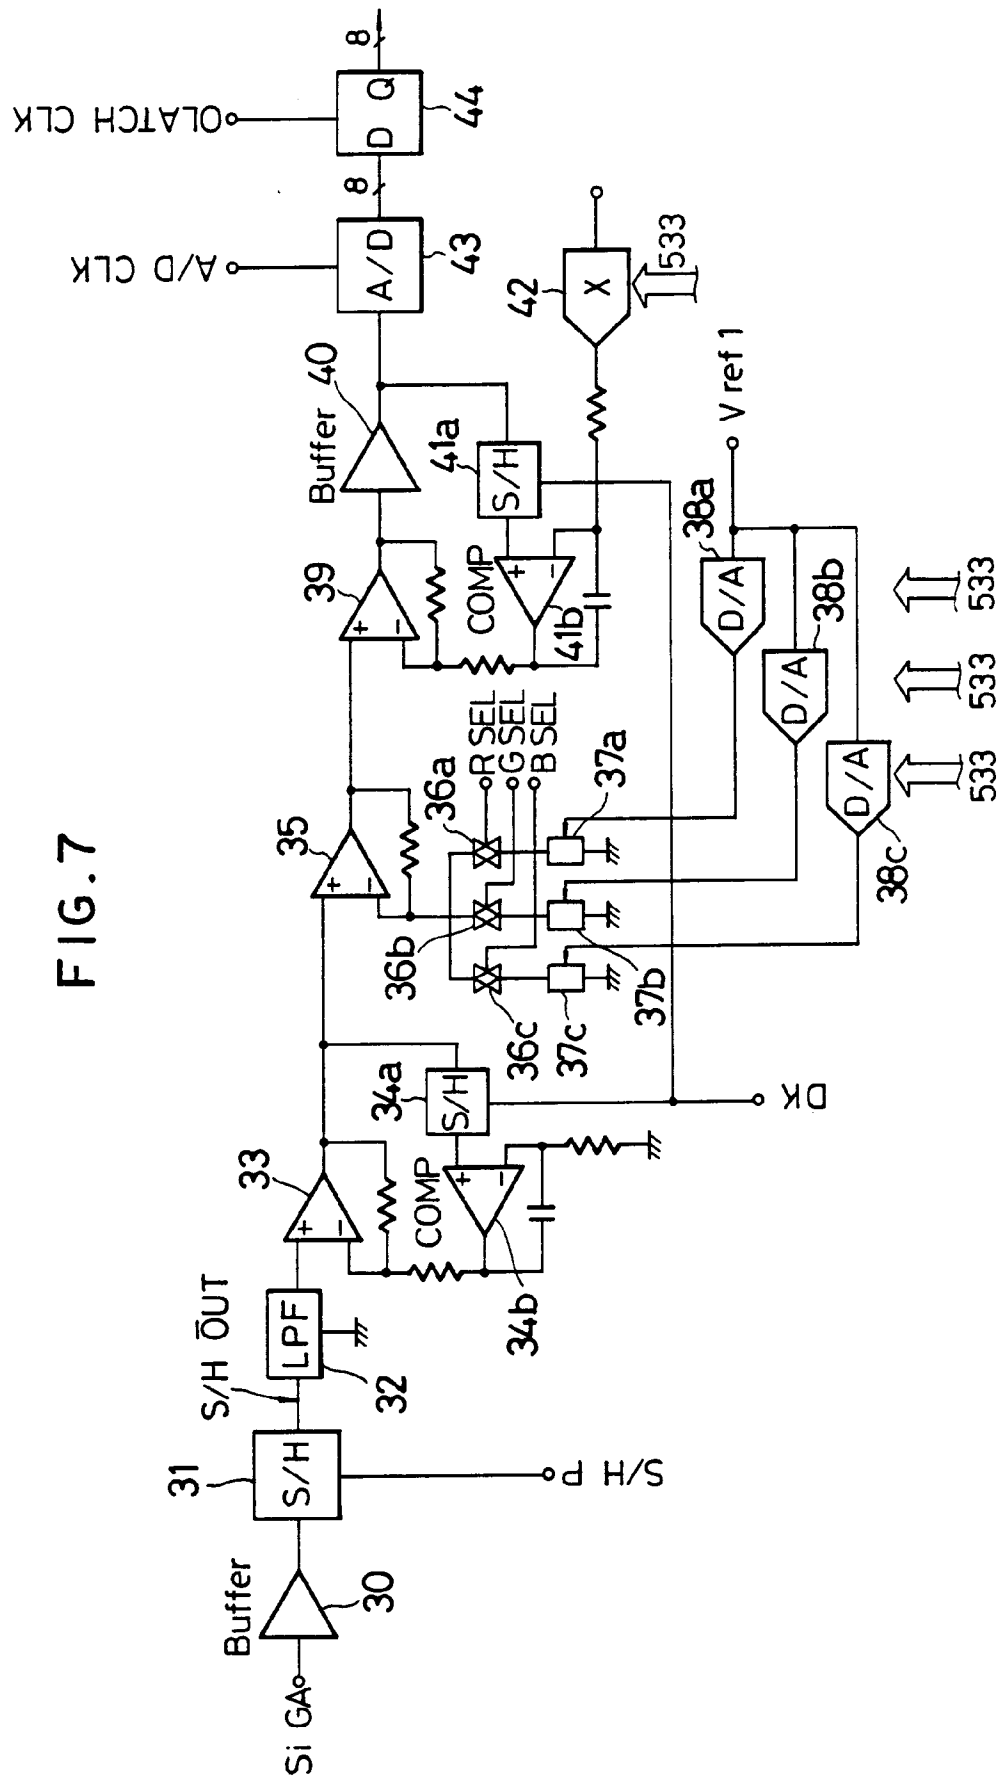 FIG. 7
Si GA
Buffer
30
31
S/H
S/H P
S/H OUT
LPF
32
33
+
−
COMP
34a
S/H
+
−
34b
DK
35
+
−
36a
36b
36c
R SEL
G SEL
B SEL
37a
37b
37c
38a
D/A
38b
D/A
38c
D/A
V ref 1
533
533
533
39
+
−
Buffer
40
COMP
41a
S/H
+
−
41b
42
X
533
A/D CLK
A/D
43
8
OLATCH CLK
D Q
44
8